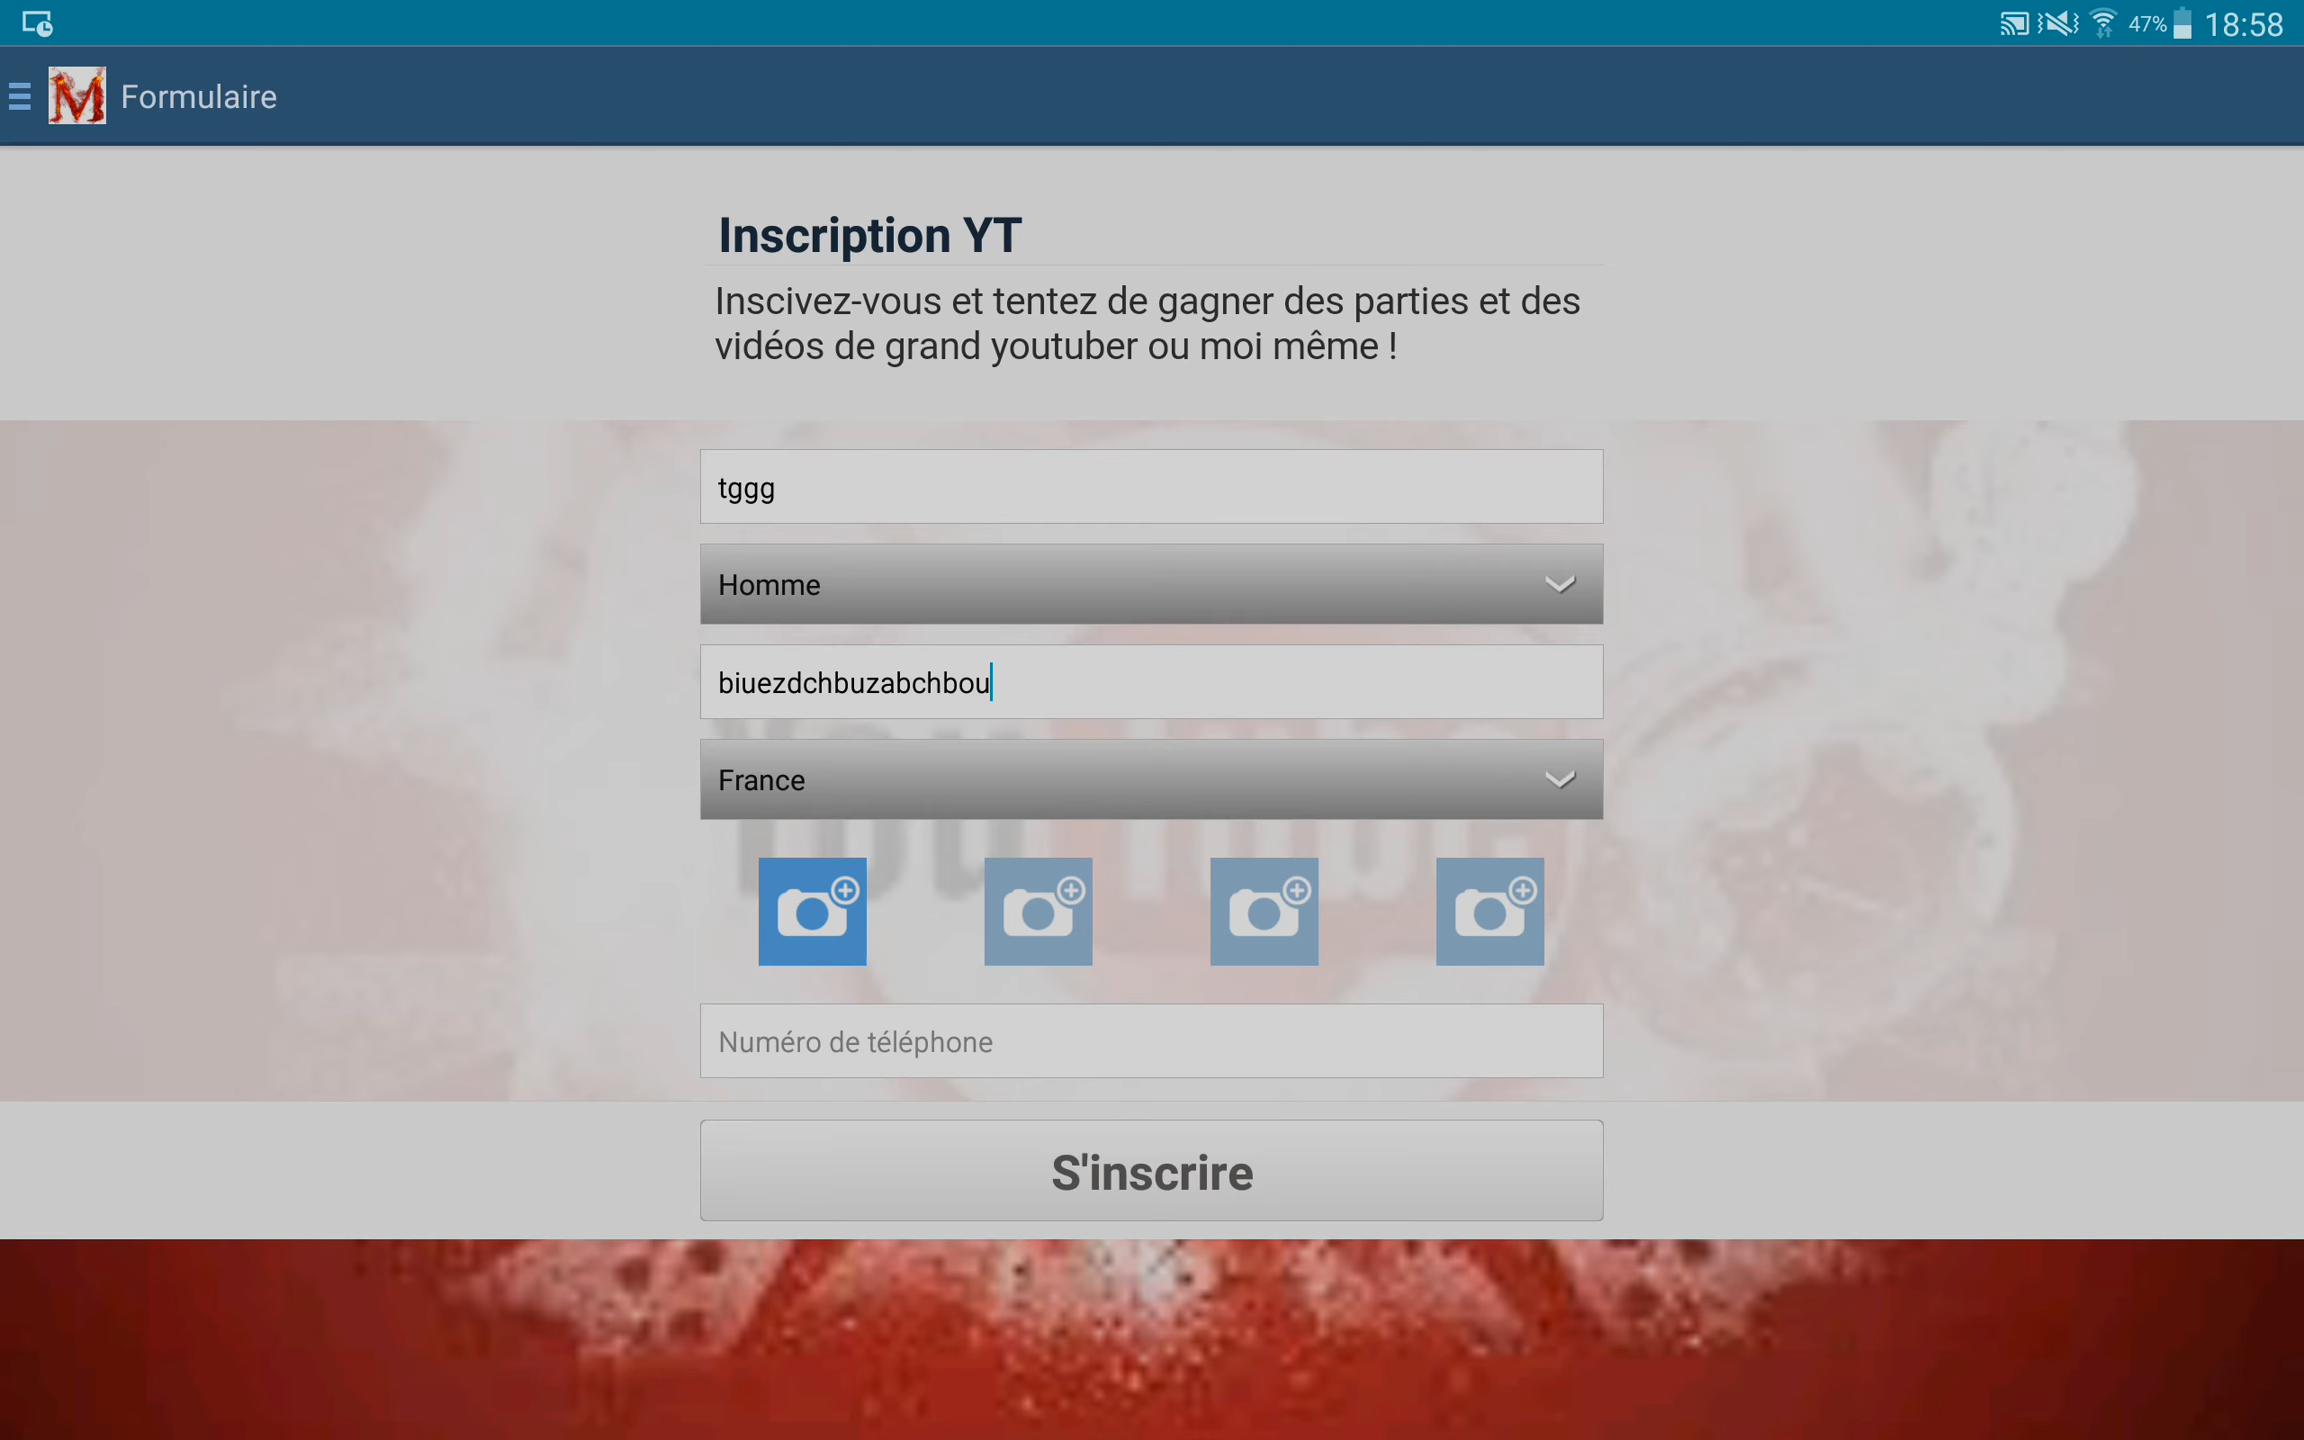 47% 18:58
M Formulaire
Inscription YT
Inscivez-vous et tentez de gagner des parties et des
vidéos de grand youtuber ou moi même !
tggg
Homme
biuezdchbuzabchbou
France
YouTube
Numéro de téléphone
S'inscrire